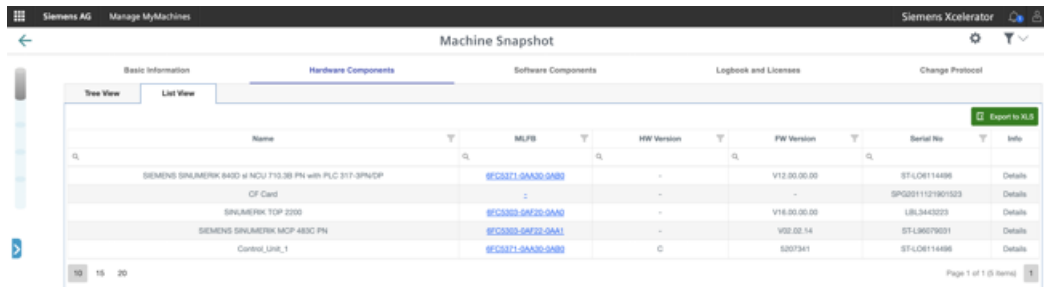 Siemens AG Manage MyMachines Siemens Xcelerator
Machine Snapshot
Basic Information Hardware Components Software Components Logbook and Licenses Change Protocol
Tree View List View
Export to XLS
Name MLFB HW Version FW Version Serial No Info
SIEMENS SINUMERIK 840D sl NCU 710.3B PN with PLC 317-3PN/DP 6FC5371-0AA30-0AB0 - V12.00.00.00 ST-LO6114496 Details
CF Card - - - SPG2011121901523 Details
SINUMERIK TOP 2200 6FC5303-0AF20-0AA0 - V16.00.00.00 LBL3443223 Details
SIEMENS SINUMERIK MCP 483C PN 6FC5303-0AF22-0AA1 - V02.02.14 ST-L96079031 Details
Control_Unit_1 6FC5371-0AA30-0AB0 C 5207341 ST-LO6114496 Details
10 15 20 Page 1 of 1 (5 items) 1